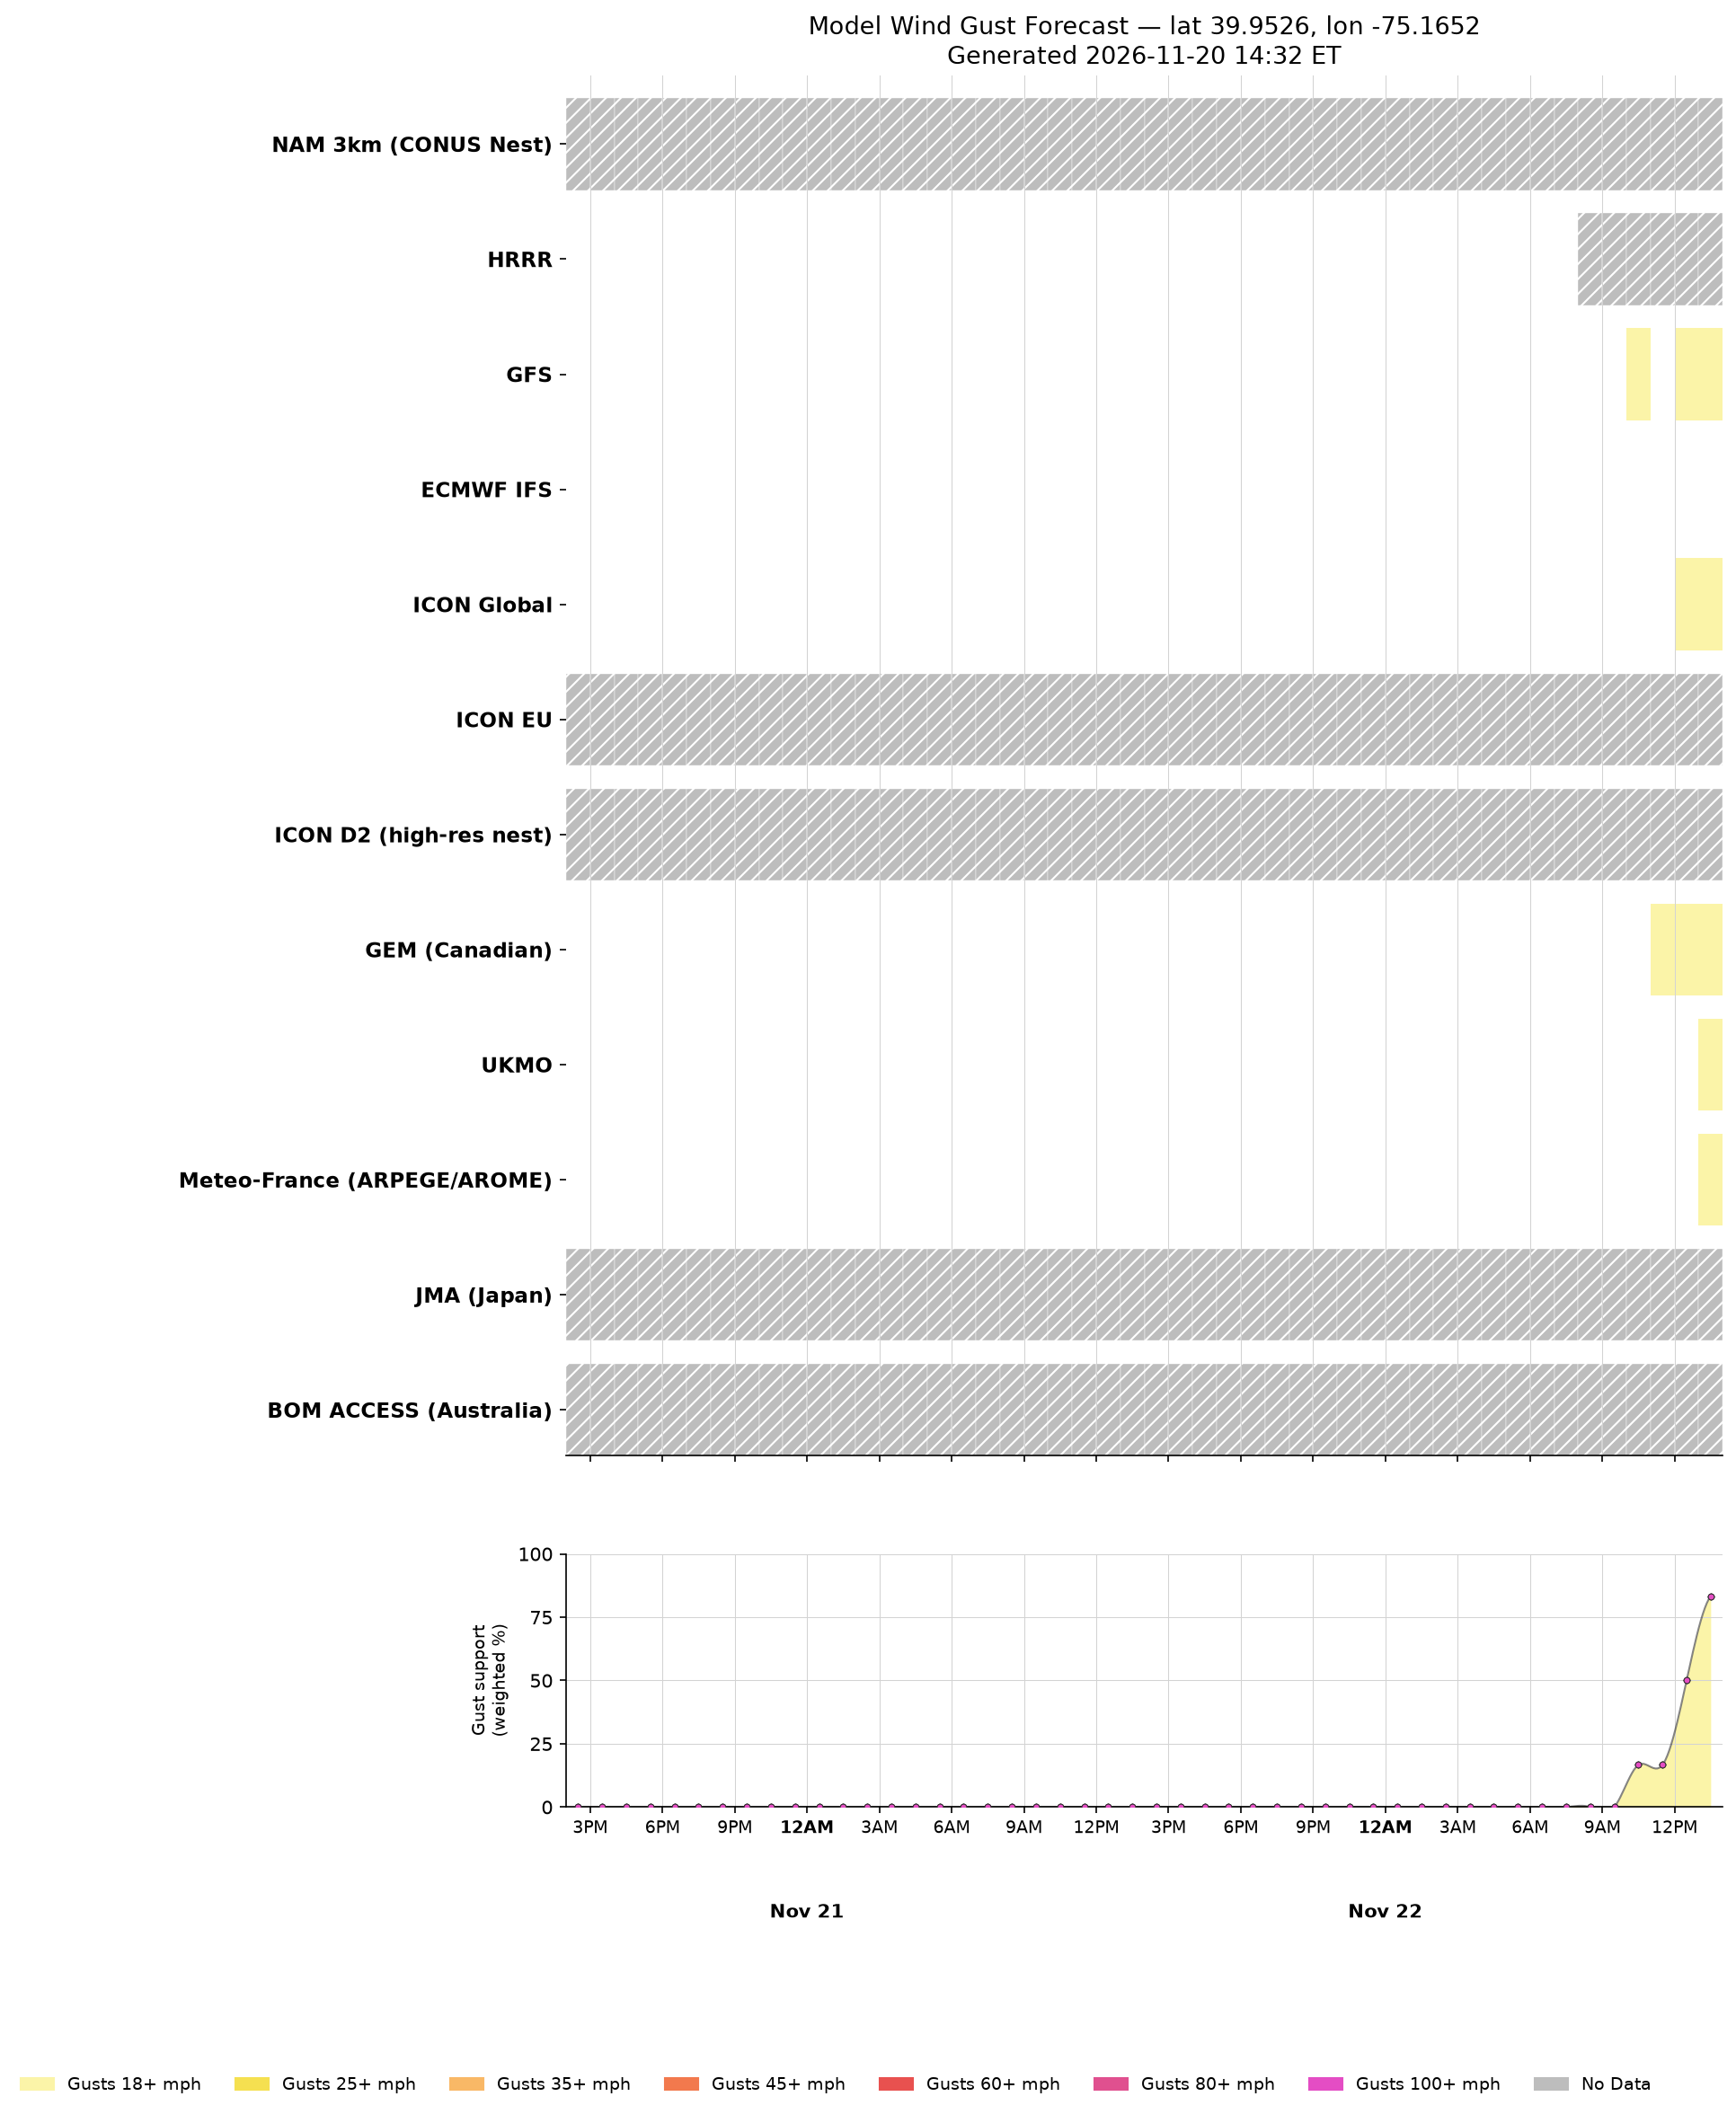 Model Wind Gust Forecast — lat 39.9526, lon -75.1652
Generated 2026-11-20 14:32 ET
NAM 3km (CONUS Nest)
HRRR
GFS
ECMWF IFS
ICON Global
ICON EU
ICON D2 (high-res nest)
GEM (Canadian)
UKMO
Meteo-France (ARPEGE/AROME)
JMA (Japan)
BOM ACCESS (Australia)
Gust support
(weighted %)
100
75
50
25
0
3PM 6PM 9PM 12AM 3AM 6AM 9AM 12PM 3PM 6PM 9PM 12AM 3AM 6AM 9AM 12PM
Nov 21 Nov 22
Gusts 18+ mph Gusts 25+ mph Gusts 35+ mph Gusts 45+ mph Gusts 60+ mph Gusts 80+ mph Gusts 100+ mph No Data